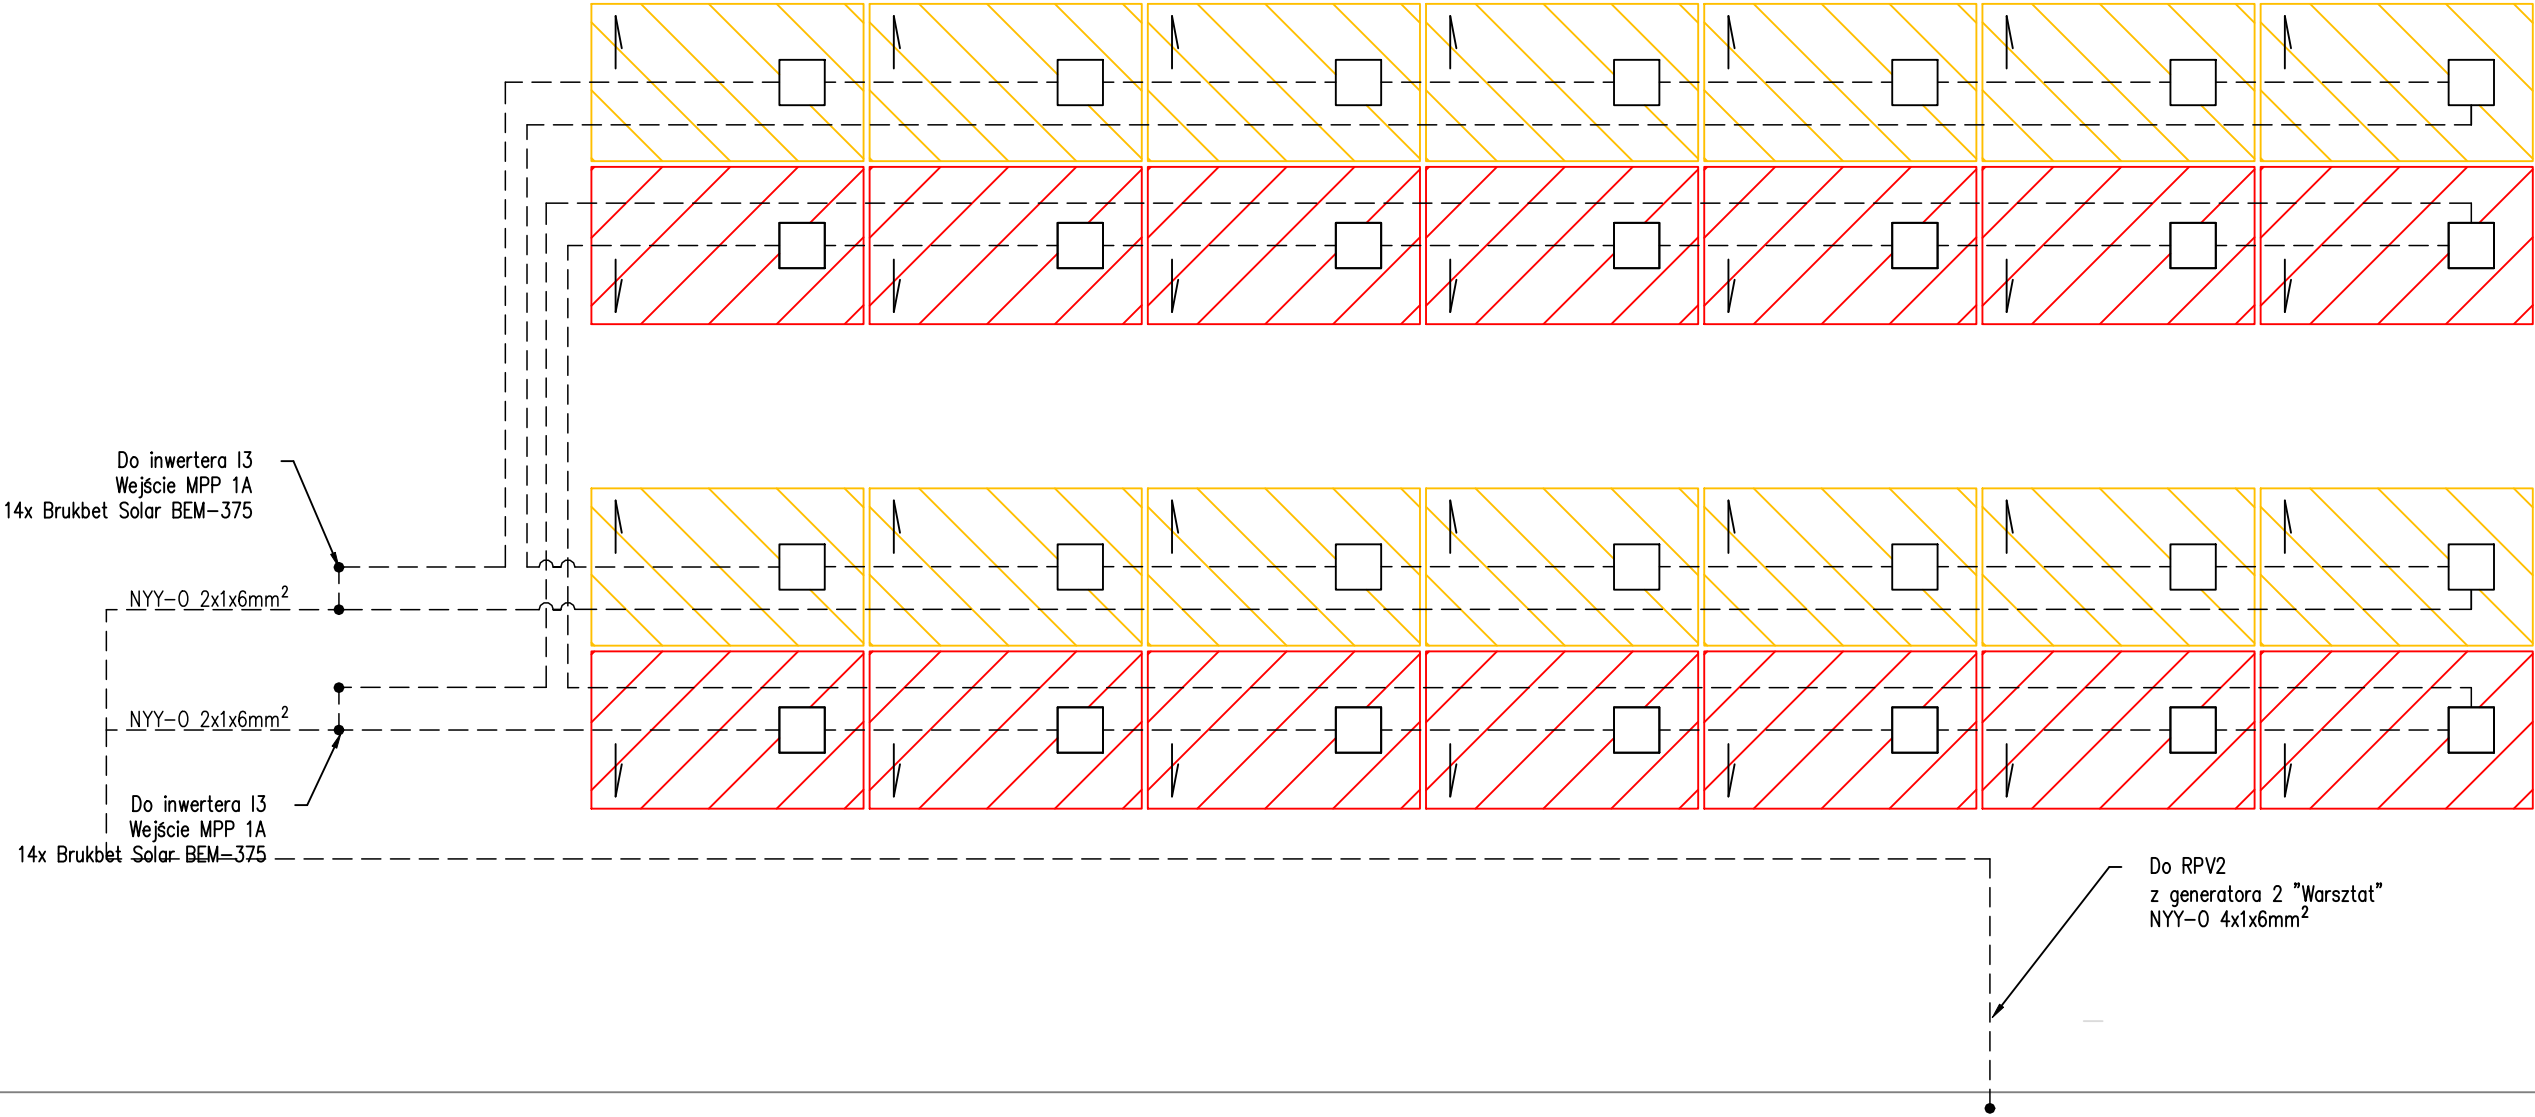 Do inwertera I3
Wejście MPP 1A
14x Brukbet Solar BEM-375
NYY-O 2x1x6mm²
NYY-O 2x1x6mm²
Do inwertera I3
Wejście MPP 1A
14x Brukbet Solar BEM-375
Do RPV2
z generatora 2 "Warsztat"
NYY-O 4x1x6mm²